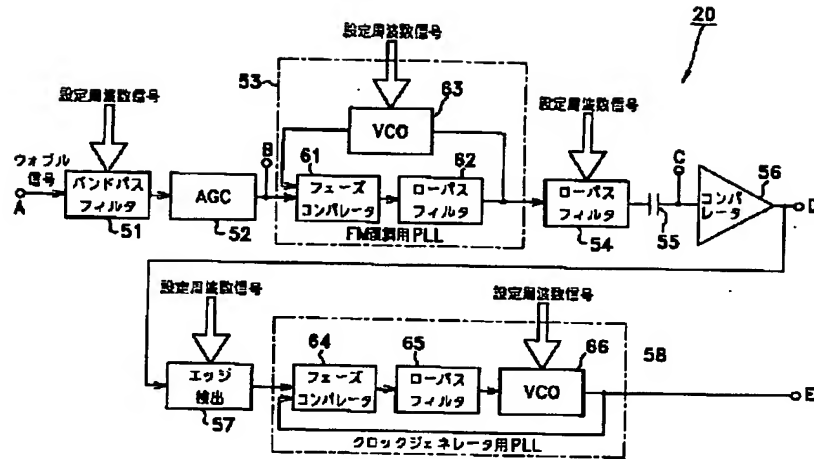 20
設定周波数信号
53
63
VCO
設定周波数信号
設定周波数信号
ウォブル
信号
A
バンドパス
フィルタ
51
AGC
52
B
61
フェーズ
コンパレータ
62
ローパス
フィルタ
FM復調用PLL
ローパス
フィルタ
54
55
C
コンパ
レータ
56
D
設定周波数信号
設定周波数信号
エッジ
検出
57
64
フェーズ
コンパレータ
65
ローパス
フィルタ
66
VCO
58
E
クロックジェネレータ用PLL